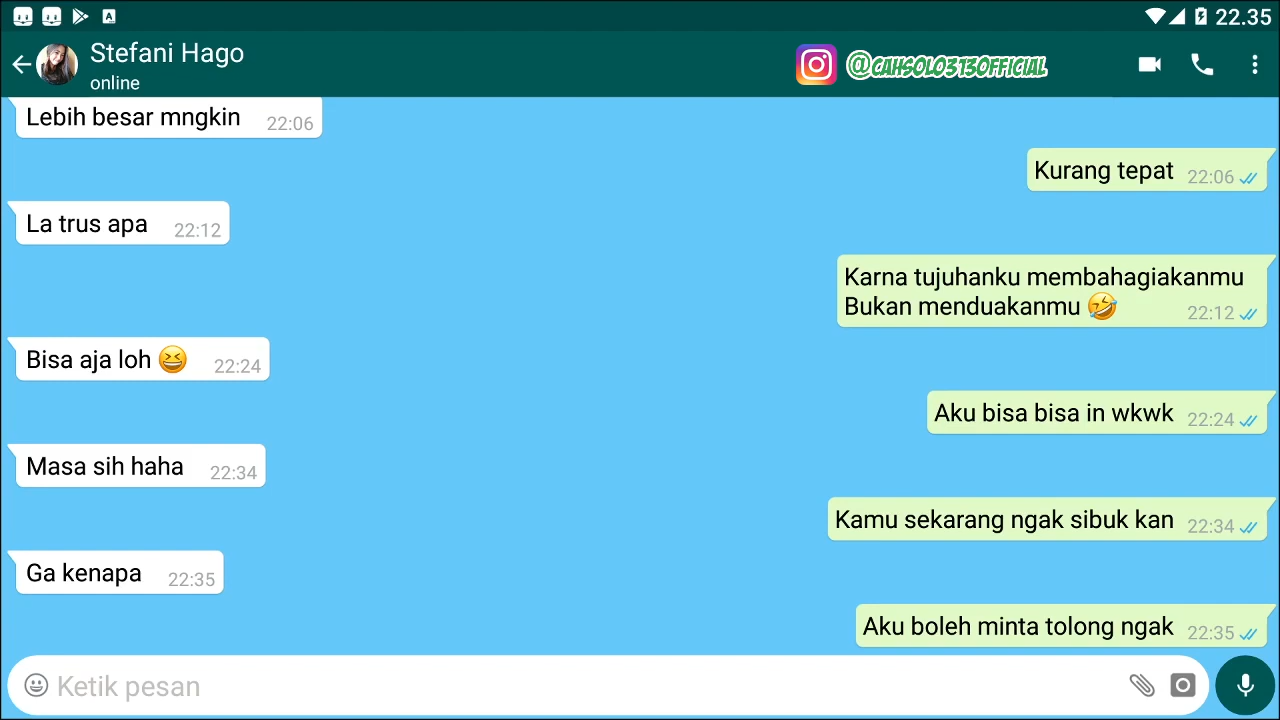 22.35
Stefani Hago
online
@CAHSOLO313OFFICIAL
Lebih besar mngkin 22:06
Kurang tepat 22:06
La trus apa 22:12
Karna tujuhanku membahagiakanmu
Bukan menduakanmu 🤣 22:12
Bisa aja loh 😆 22:24
Aku bisa bisa in wkwk 22:24
Masa sih haha 22:34
Kamu sekarang ngak sibuk kan 22:34
Ga kenapa 22:35
Aku boleh minta tolong ngak 22:35
Ketik pesan